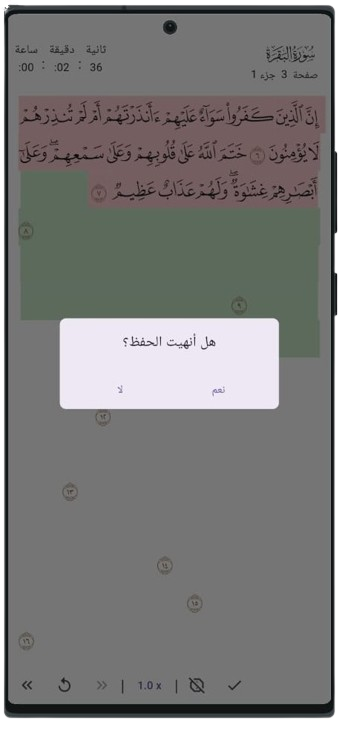 سُورَةُ البَقَرَةِ
صفحة 3 جزء 1
ثانية دقيقة ساعة
36 : 02 : 00:
إِنَّ ٱلَّذِينَ كَفَرُوا۟ سَوَآءٌ عَلَيْهِمْ ءَأَنذَرْتَهُمْ أَمْ لَمْ تُنذِرْهُمْ
لَا يُؤْمِنُونَ ٦ خَتَمَ ٱللَّهُ عَلَىٰ قُلُوبِهِمْ وَعَلَىٰ سَمْعِهِمْ ۖ وَعَلَىٰٓ
أَبْصَـٰرِهِمْ غِشَـٰوَةٌ ۖ وَلَهُمْ عَذَابٌ عَظِيمٌ ٧
٨
٩
هل أنهيت الحفظ؟
نعم
لا
١٢
١٣
١٤
١٥
١٦
1.0 x